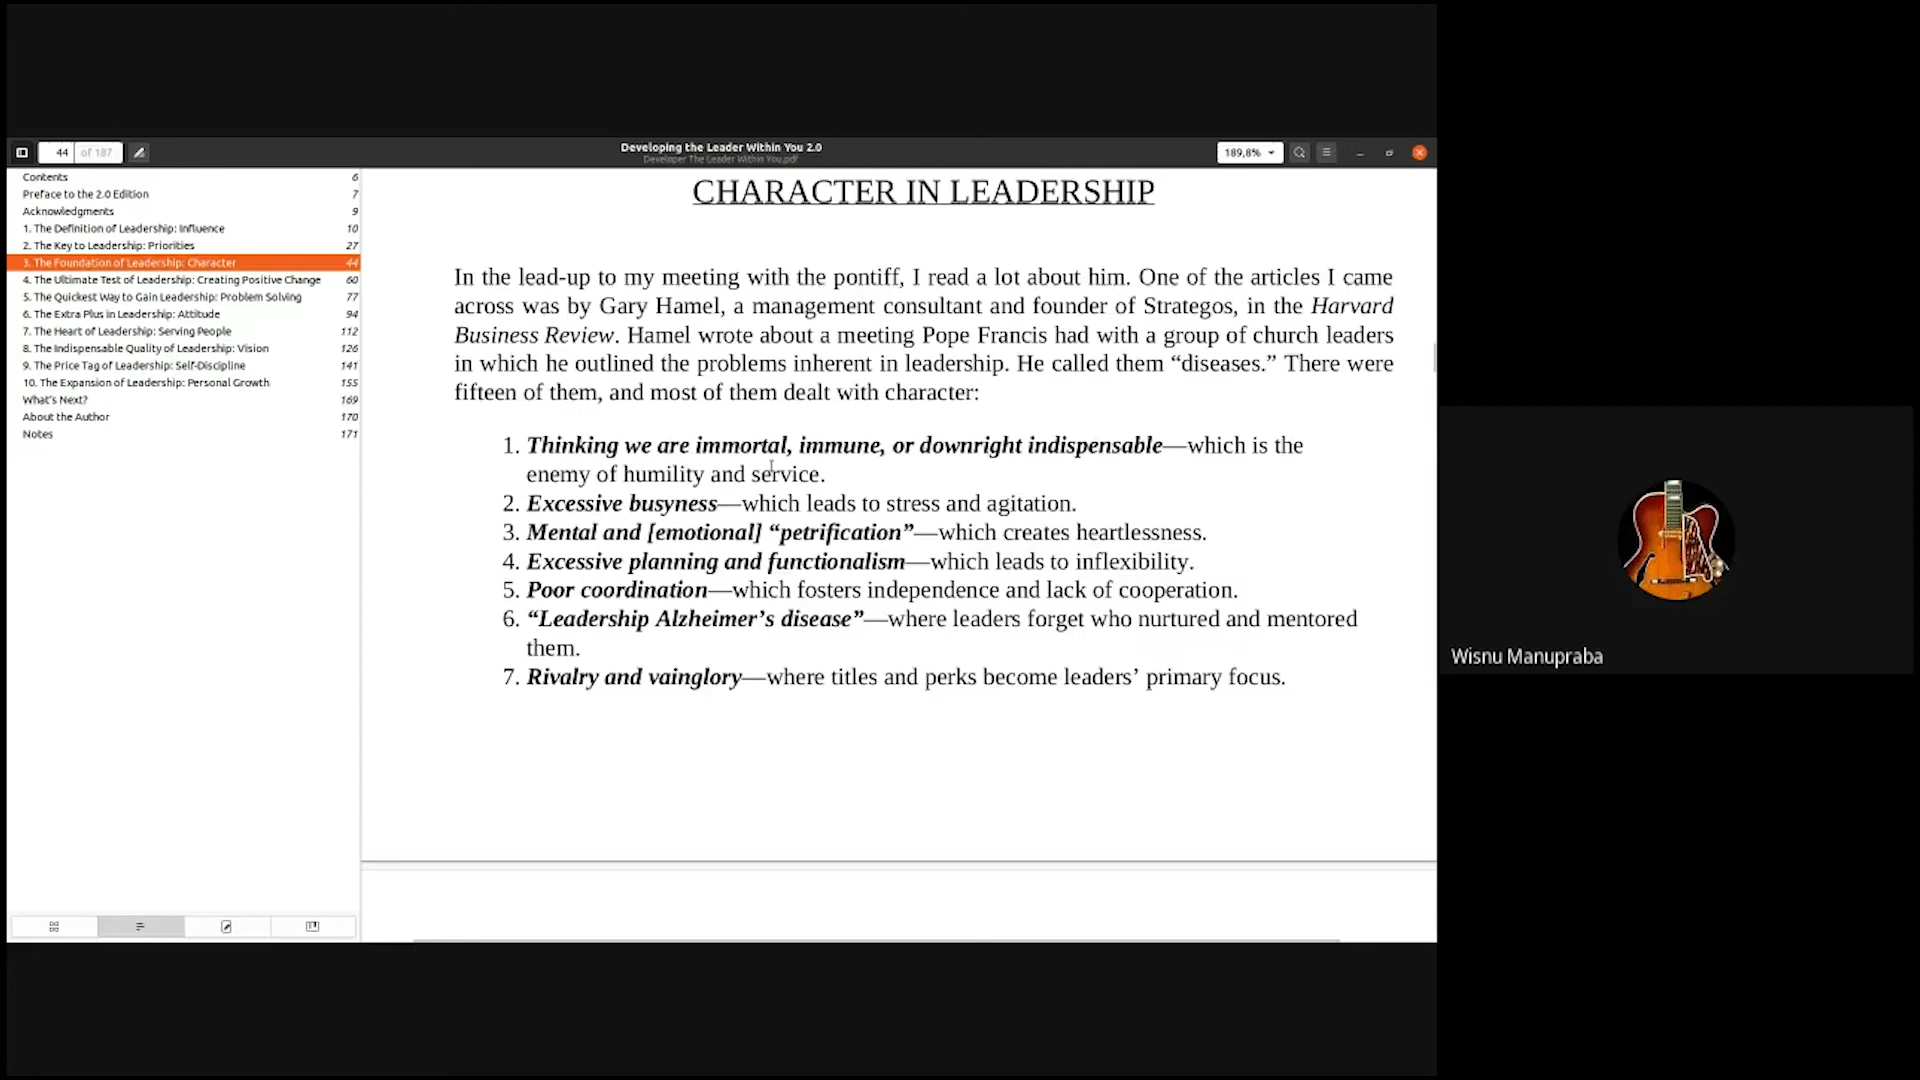 44 of 187
Developing the Leader Within You 2.0
Developer The Leader Within You.pdf
189,8%
Contents 6
Preface to the 2.0 Edition 7
Acknowledgments 9
1. The Definition of Leadership: Influence 10
2. The Key to Leadership: Priorities 27
3. The Foundation of Leadership: Character 44
4. The Ultimate Test of Leadership: Creating Positive Change 60
5. The Quickest Way to Gain Leadership: Problem Solving 77
6. The Extra Plus in Leadership: Attitude 94
7. The Heart of Leadership: Serving People 112
8. The Indispensable Quality of Leadership: Vision 126
9. The Price Tag of Leadership: Self-Discipline 141
10. The Expansion of Leadership: Personal Growth 155
What's Next? 169
About the Author 170
Notes 171
CHARACTER IN LEADERSHIP
In the lead-up to my meeting with the pontiff, I read a lot about him. One of the articles I came
across was by Gary Hamel, a management consultant and founder of Strategos, in the Harvard
Business Review. Hamel wrote about a meeting Pope Francis had with a group of church leaders
in which he outlined the problems inherent in leadership. He called them “diseases.” There were
fifteen of them, and most of them dealt with character:
1. Thinking we are immortal, immune, or downright indispensable—which is the
enemy of humility and service.
2. Excessive busyness—which leads to stress and agitation.
3. Mental and [emotional] “petrification”—which creates heartlessness.
4. Excessive planning and functionalism—which leads to inflexibility.
5. Poor coordination—which fosters independence and lack of cooperation.
6. “Leadership Alzheimer’s disease”—where leaders forget who nurtured and mentored
them.
7. Rivalry and vainglory—where titles and perks become leaders’ primary focus.
Wisnu Manupraba